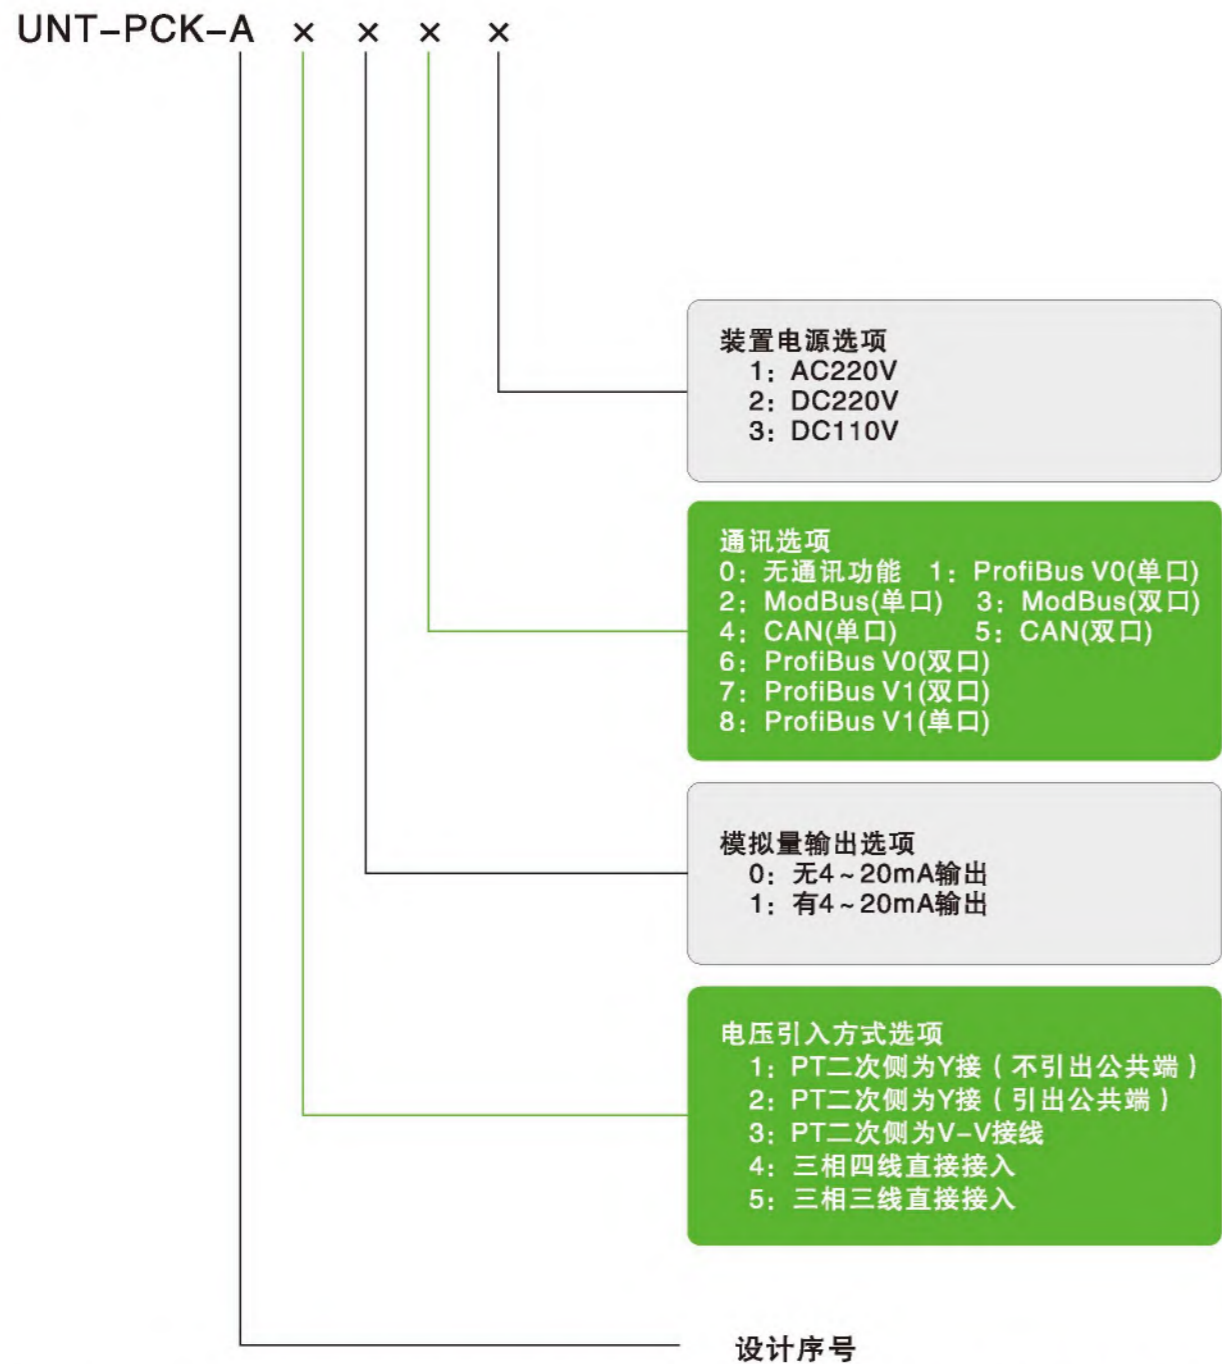 UNT-PCK-A × × × ×
装置电源选项
1：AC220V
2：DC220V
3：DC110V
通讯选项
0：无通讯功能 1：ProfiBus V0(单口)
2：ModBus(单口) 3：ModBus(双口)
4：CAN(单口) 5：CAN(双口)
6：ProfiBus V0(双口)
7：ProfiBus V1(双口)
8：ProfiBus V1(单口)
模拟量输出选项
0：无4~20mA输出
1：有4~20mA输出
电压引入方式选项
1：PT二次侧为Y接（不引出公共端）
2：PT二次侧为Y接（引出公共端）
3：PT二次侧为V-V接线
4：三相四线直接接入
5：三相三线直接接入
设计序号